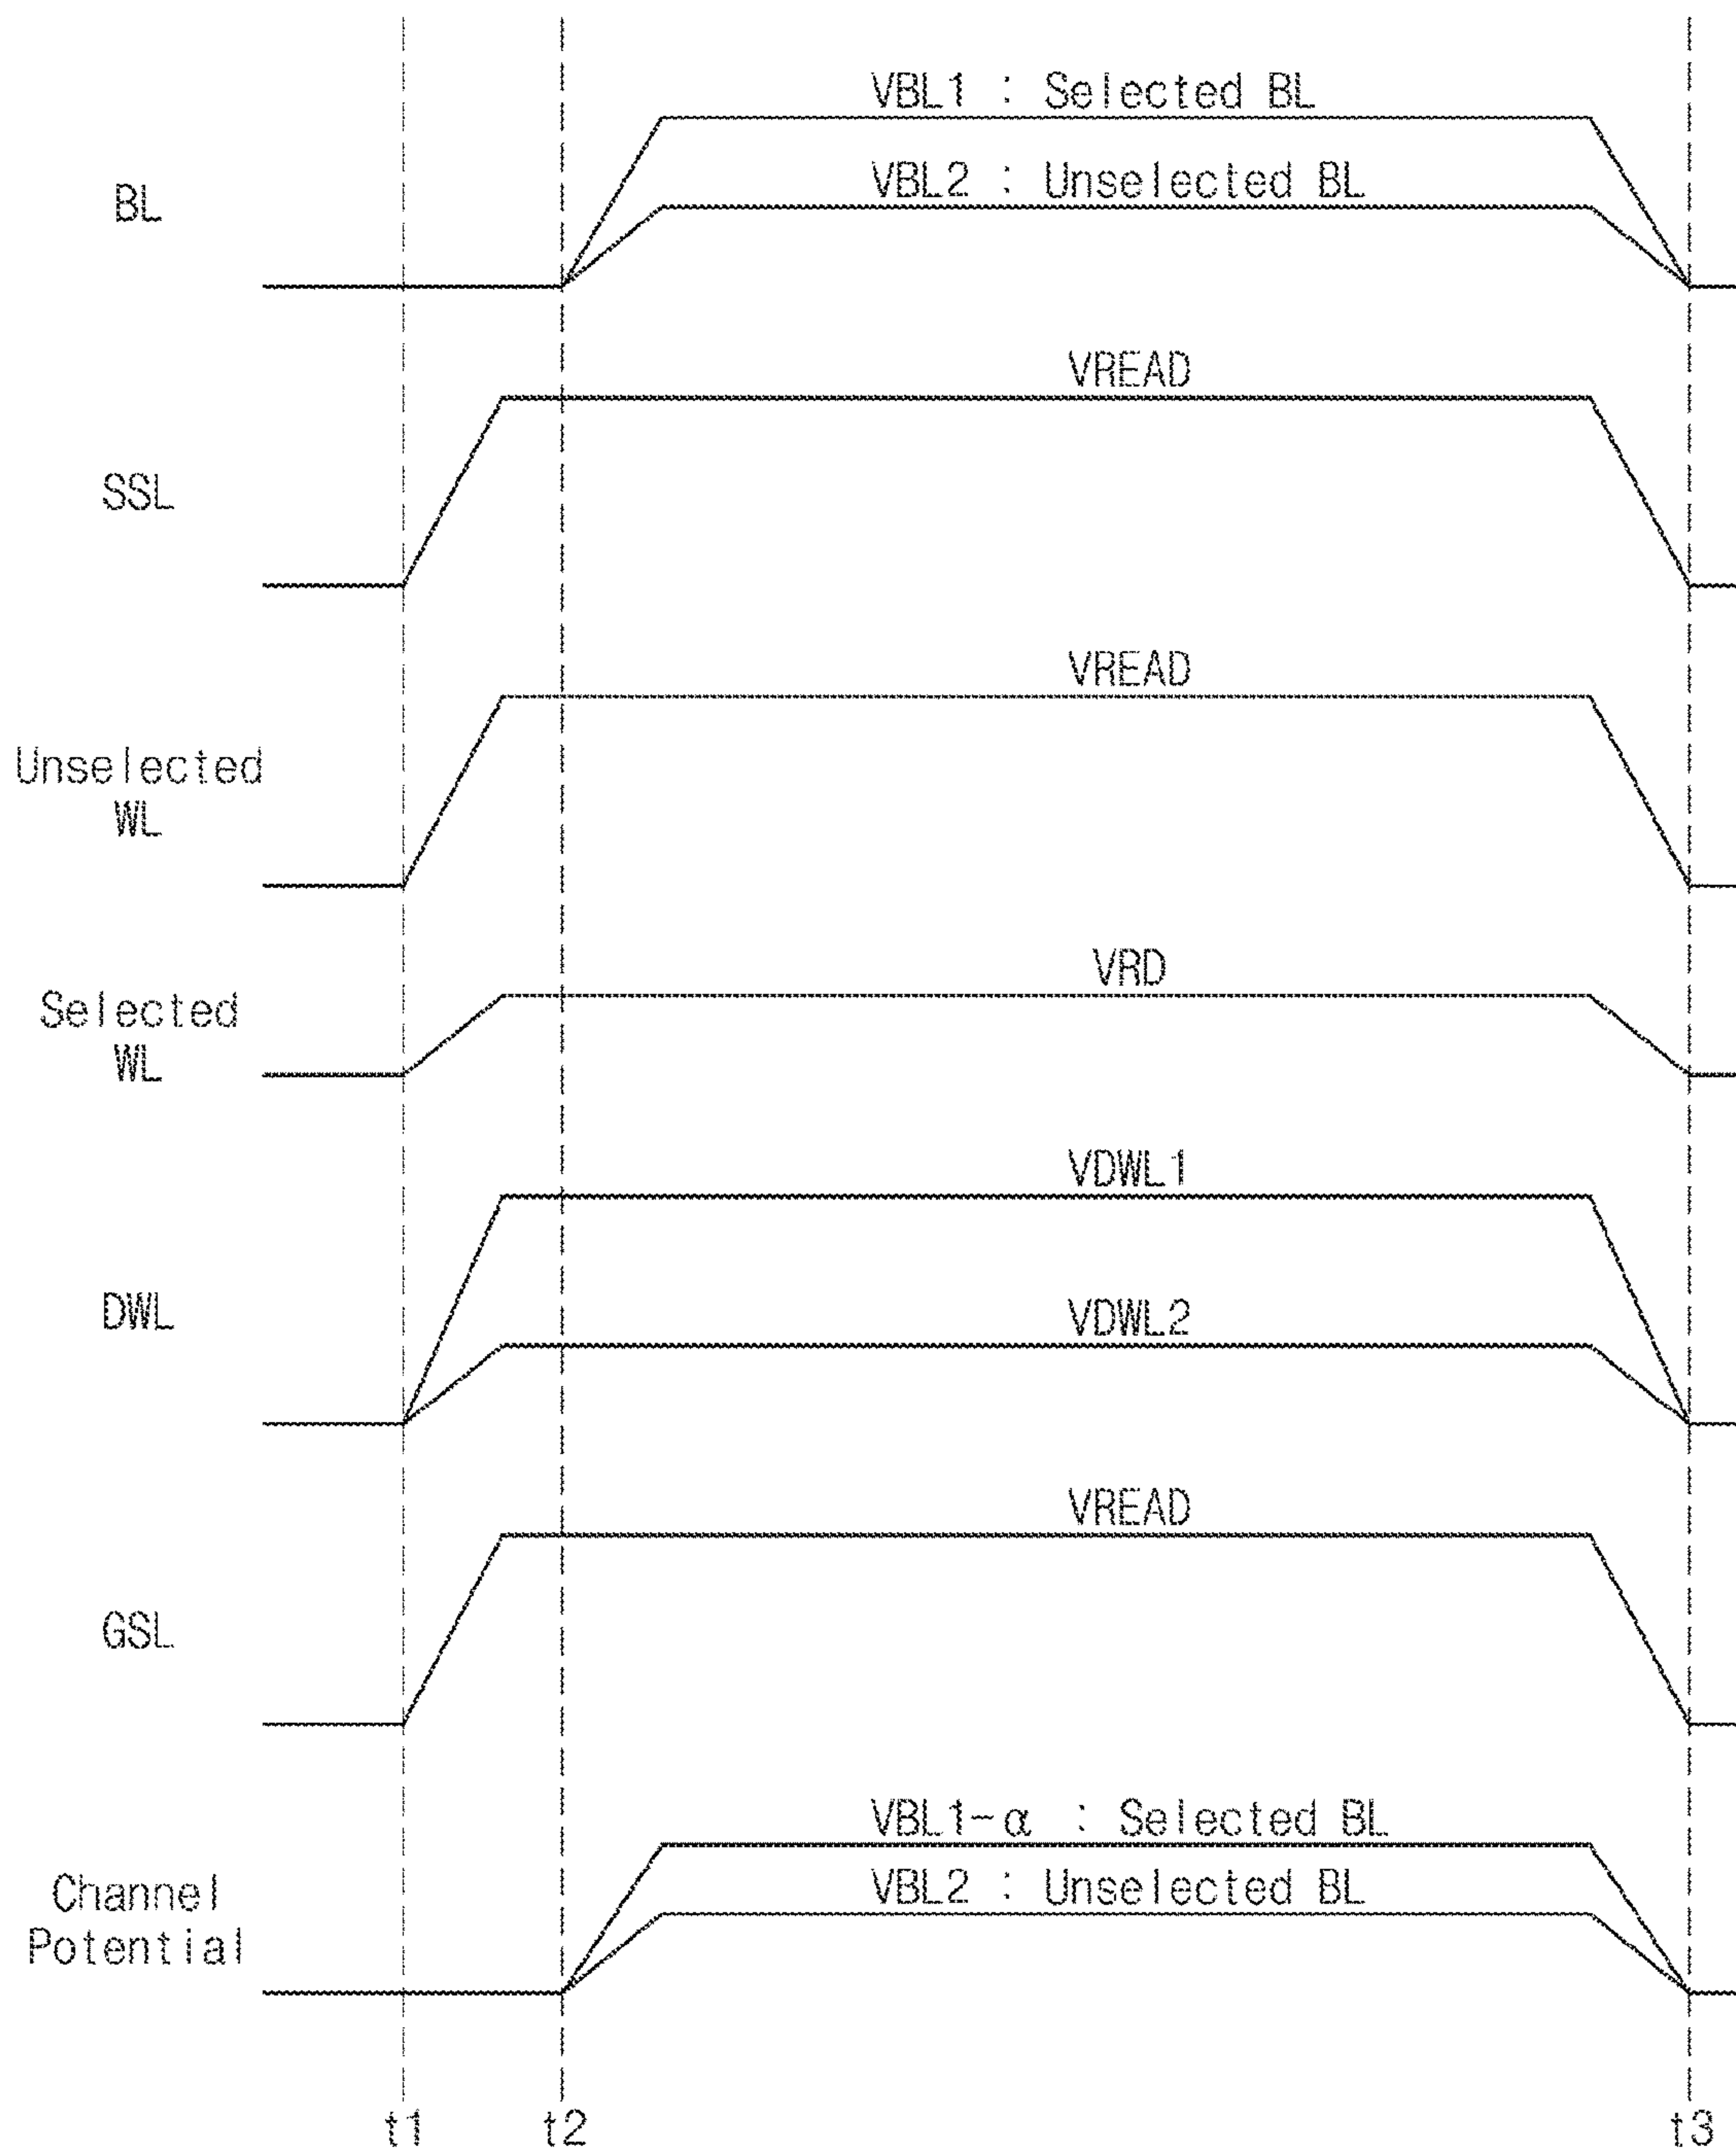 VBL1 : Selected BL
VBL2 : Unselected BL
BL
VREAD
SSL
VREAD
Unselected
WL
VRD
Selected
WL
VDWL1
VDWL2
DWL
VREAD
GSL
VBL1-α : Selected BL
VBL2 : Unselected BL
Channel
Potential
t1 t2 t3